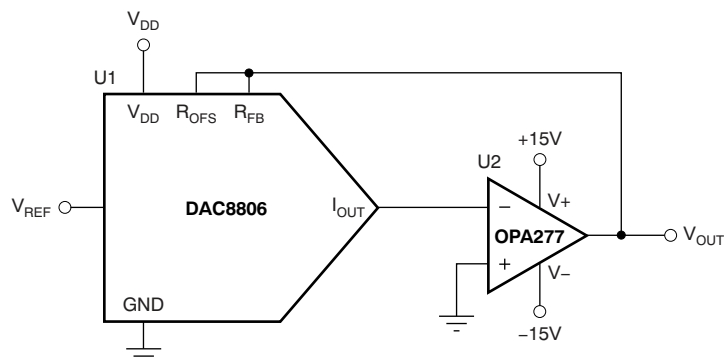 V_DD
U1
V_DD R_OFS R_FB
+15V
U2
V_REF DAC8806 I_OUT − V+
OPA277 V_OUT
+ V−
GND
−15V